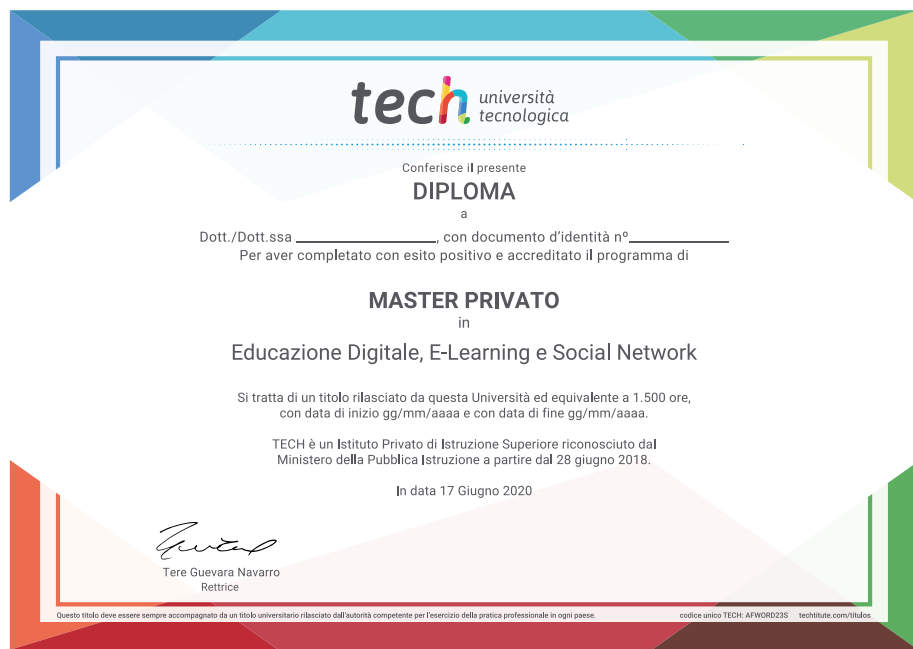 tech università
tecnologica
Conferisce il presente
DIPLOMA
a
Dott./Dott.ssa ________________, con documento d'identità nº____________
Per aver completato con esito positivo e accreditato il programma di
MASTER PRIVATO
in
Educazione Digitale, E-Learning e Social Network
Si tratta di un titolo rilasciato da questa Università ed equivalente a 1.500 ore,
con data di inizio gg/mm/aaaa e con data di fine gg/mm/aaaa.
TECH è un Istituto Privato di Istruzione Superiore riconosciuto dal
Ministero della Pubblica Istruzione a partire dal 28 giugno 2018.
In data 17 Giugno 2020
Tere Guevara Navarro
Rettrice
Questo titolo deve essere sempre accompagnato da un titolo universitario rilasciato dall'autorità competente per l'esercizio della pratica professionale in ogni paese. codice unico TECH: AFWORD23S techtitute.com/titulos